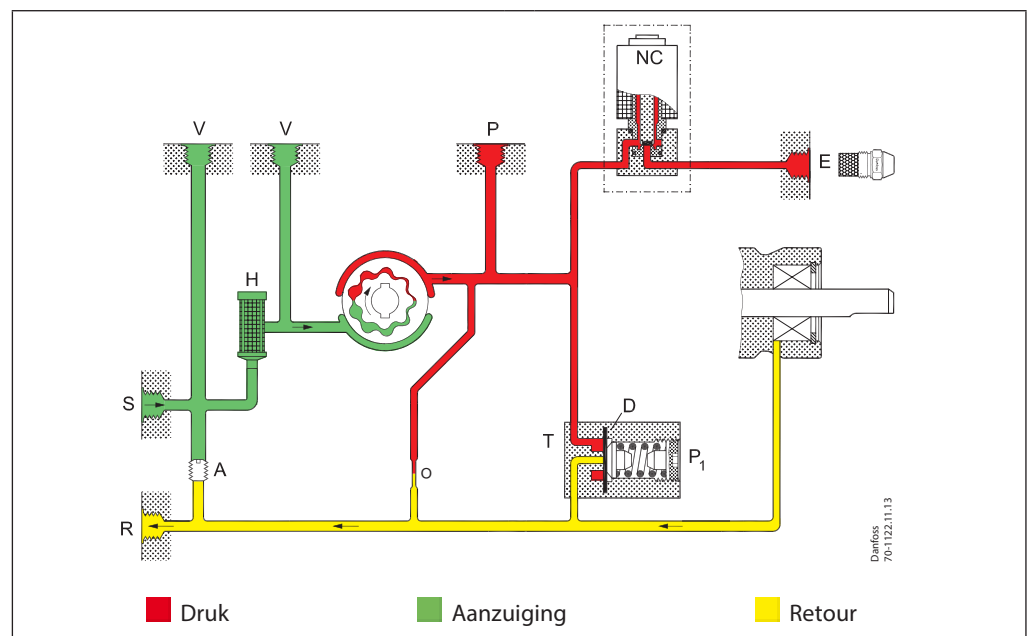 NC
V
V
P
E
H
S
D
T
P1
A
O
R
Danfoss
70-1122.11.13
Druk
Aanzuiging
Retour